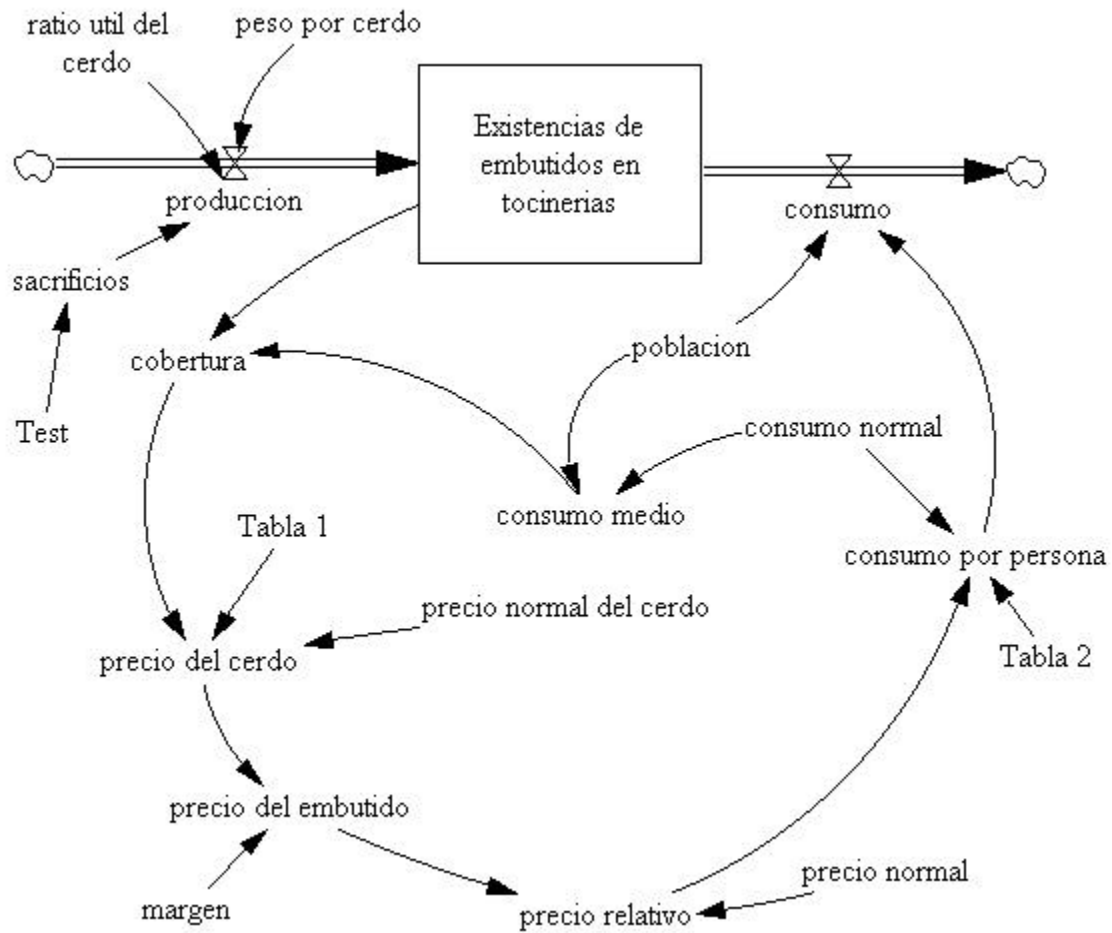 ratio util del
cerdo
peso por cerdo
Existencias de
embutidos en
tocinerias
produccion
consumo
sacrificios
poblacion
cobertura
Test
consumo normal
consumo medio
Tabla 1
consumo por persona
precio normal del cerdo
precio del cerdo
Tabla 2
precio del embutido
precio normal
margen
precio relativo